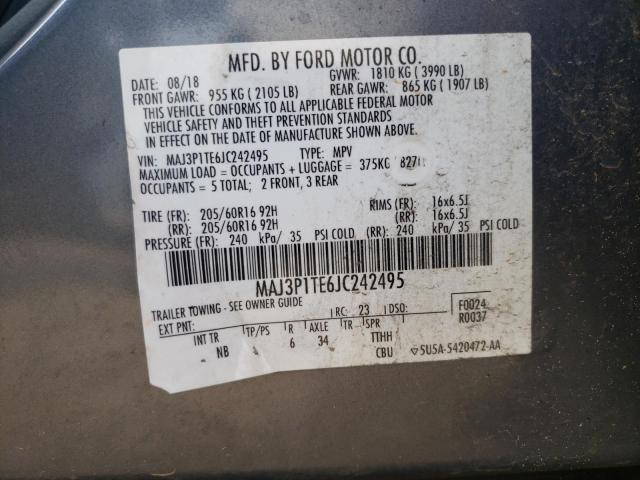 MFD. BY FORD MOTOR CO.
DATE: 08/18 GVWR: 1810 KG ( 3990 LB)
FRONT GAWR: 955 KG ( 2105 LB) REAR GAWR: 865 KG ( 1907 LB)
THIS VEHICLE CONFORMS TO ALL APPLICABLE FEDERAL MOTOR
VEHICLE SAFETY AND THEFT PREVENTION STANDARDS
IN EFFECT ON THE DATE OF MANUFACTURE SHOWN ABOVE.
VIN: MAJ3P1TE6JC242495 TYPE: MPV
MAXIMUM LOAD = OCCUPANTS + LUGGAGE = 375KG
OCCUPANTS = 5 TOTAL; 2 FRONT, 3 REAR
TIRE (FR): 205/60R16 92H RIMS (FR): 16x6.5J
(RR): 205/60R16 92H (RR): 16x6.5J
PRESSURE (FR): 240 kPa/ 35 PSI COLD (RR): 240 kPa/ 35 PSI COLD
MAJ3P1TE6JC242495
TRAILER TOWING - SEE OWNER GUIDE
EXT PNT: RC: 23 DSO: F0024
R0037
INT TR TP/PS R AXLE TR SPR
NB 6 34 TTHH
CBU 5U5A-5420472-AA